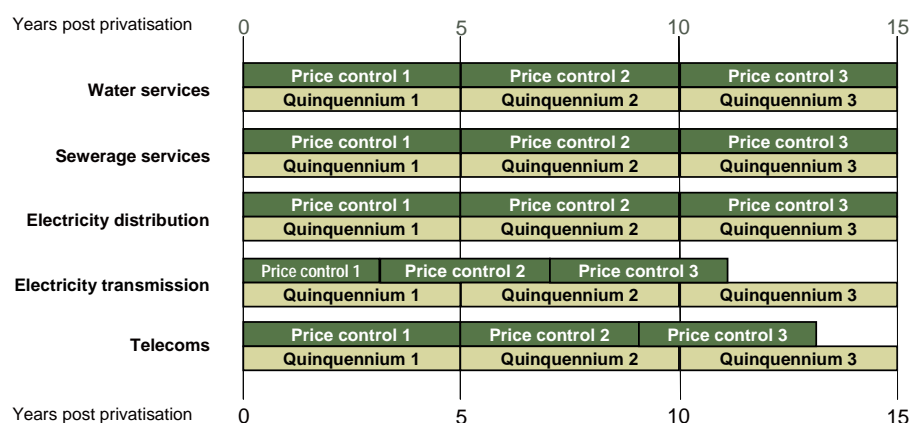 Years post privatisation 0 5 10 15
Price control 1 Price control 2 Price control 3
Water services
Quinquennium 1 Quinquennium 2 Quinquennium 3
Price control 1 Price control 2 Price control 3
Sewerage services
Quinquennium 1 Quinquennium 2 Quinquennium 3
Price control 1 Price control 2 Price control 3
Electricity distribution
Quinquennium 1 Quinquennium 2 Quinquennium 3
Price control 1 Price control 2 Price control 3
Electricity transmission
Quinquennium 1 Quinquennium 2 Quinquennium 3
Price control 1 Price control 2 Price control 3
Telecoms
Quinquennium 1 Quinquennium 2 Quinquennium 3
Years post privatisation 0 5 10 15